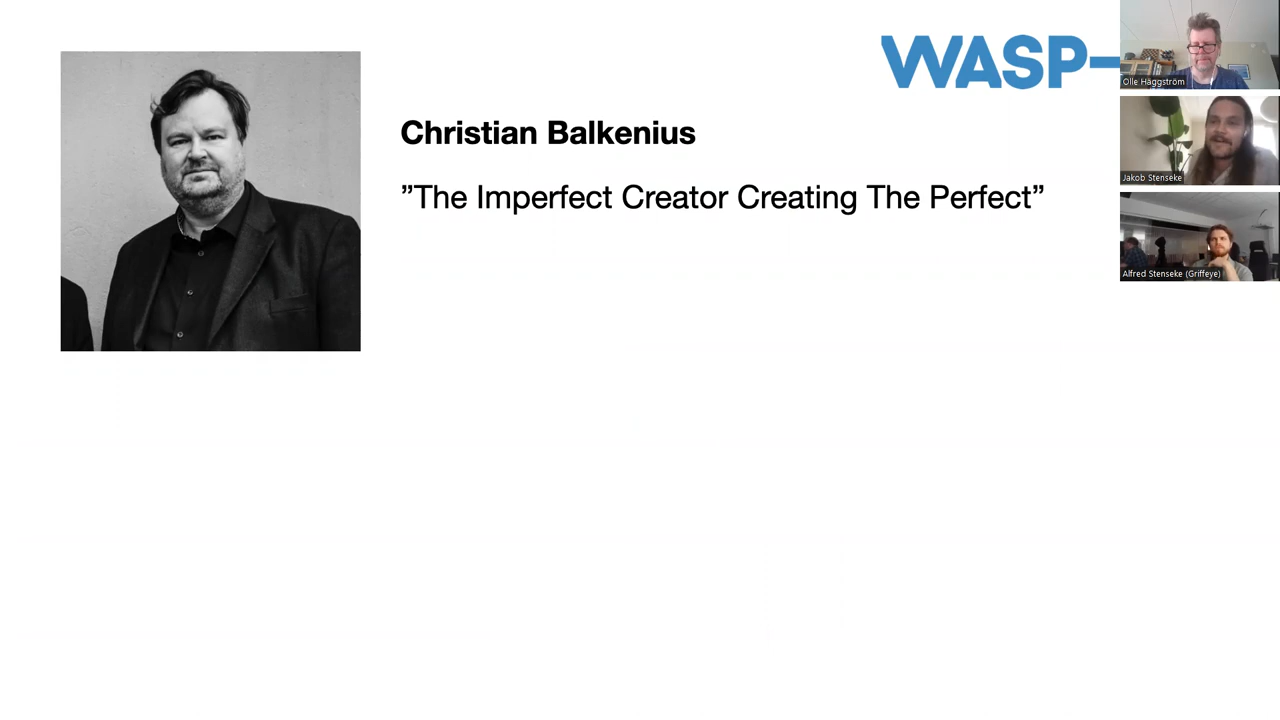 WASP-
Christian Balkenius
”The Imperfect Creator Creating The Perfect”
Olle Häggström
Jakob Stenseke
Alfred Stenseke (Griffeye)